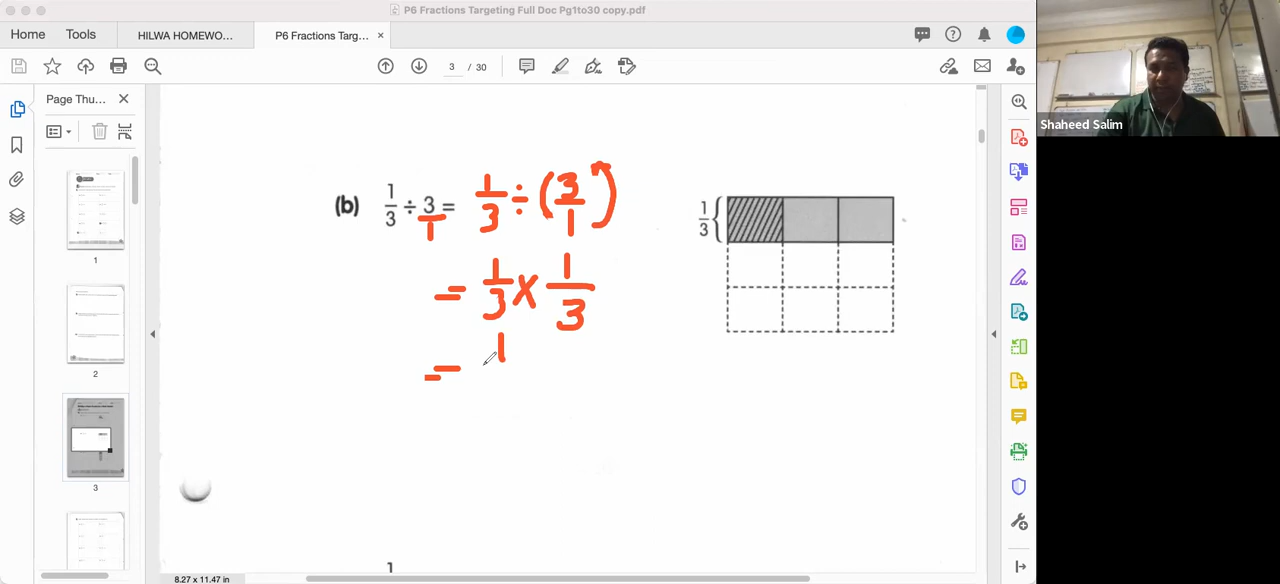 P6 Fractions Targeting Full Doc Pg1to30 copy.pdf
Home Tools HILWA HOMEWO... P6 Fractions Targ... ×
3 / 30
Page Thu...
1
2
3
(b) 1/3 ÷ 3 = 1/3 ÷ (3/1)
1
= 1/3 × 1/3
= 1
1/3 {
1
8.27 x 11.47 in
Shaheed Salim